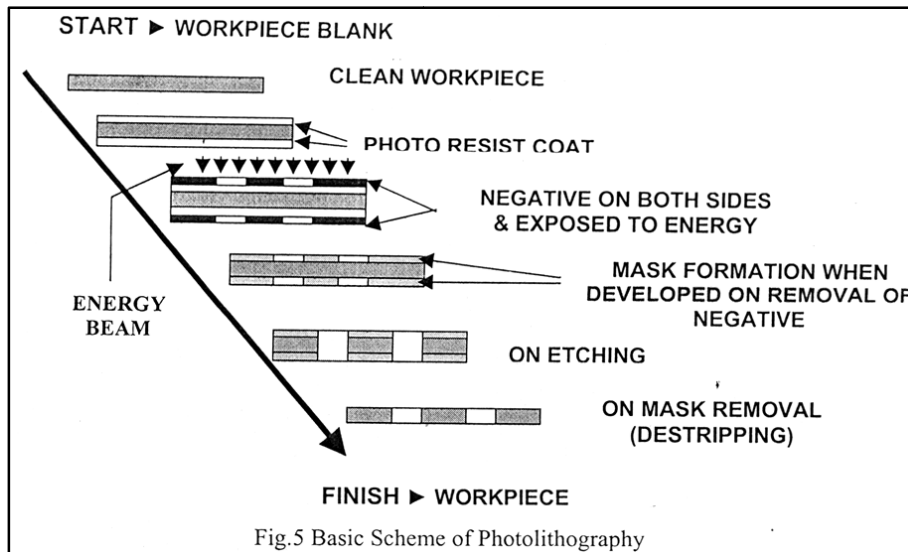 START ► WORKPIECE BLANK
CLEAN WORKPIECE
PHOTO RESIST COAT
NEGATIVE ON BOTH SIDES
& EXPOSED TO ENERGY
MASK FORMATION WHEN
DEVELOPED ON REMOVAL OF
NEGATIVE
ENERGY
BEAM
ON ETCHING
ON MASK REMOVAL
(DESTRIPPING)
FINISH ► WORKPIECE
Fig.5 Basic Scheme of Photolithography